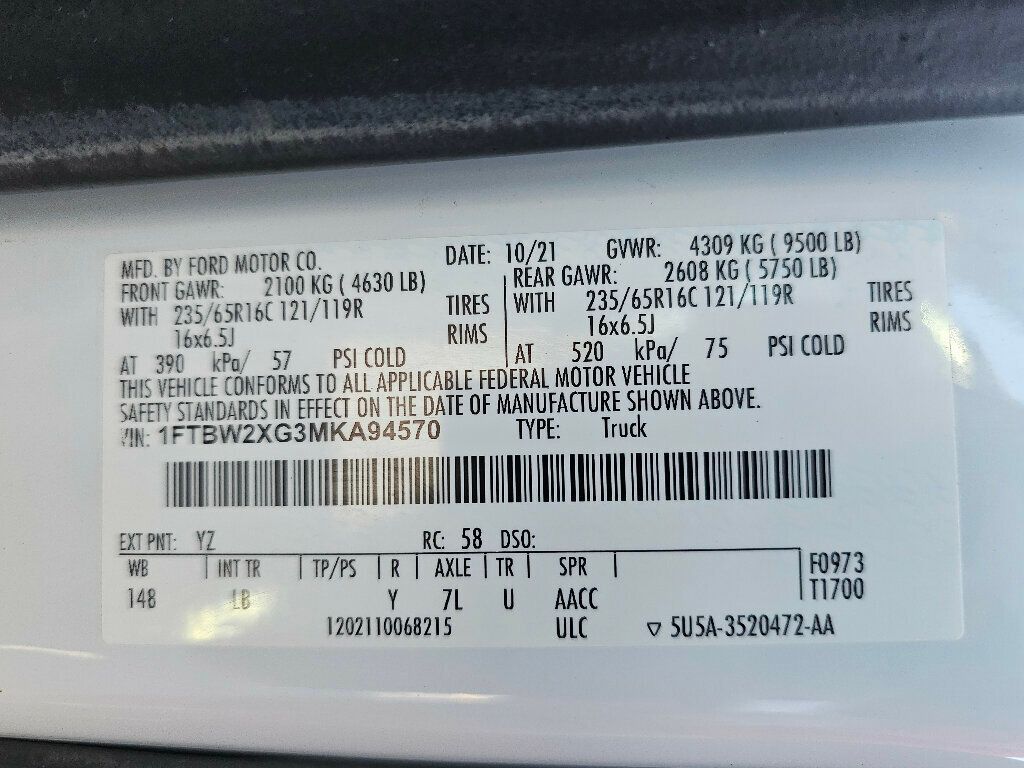 MFD. BY FORD MOTOR CO. DATE: 10/21 GVWR: 4309 KG ( 9500 LB)
FRONT GAWR: 2100 KG ( 4630 LB) REAR GAWR: 2608 KG ( 5750 LB)
WITH 235/65R16C 121/119R TIRES WITH 235/65R16C 121/119R TIRES
16x6.5J RIMS 16x6.5J RIMS
AT 390 kPa/ 57 PSI COLD AT 520 kPa/ 75 PSI COLD
THIS VEHICLE CONFORMS TO ALL APPLICABLE FEDERAL MOTOR VEHICLE
SAFETY STANDARDS IN EFFECT ON THE DATE OF MANUFACTURE SHOWN ABOVE.
VIN: 1FTBW2XG3MKA94570 TYPE: Truck
EXT PNT: YZ RC: 58 DSO:
WB INT TR TP/PS R AXLE TR SPR F0973
148 LB Y 7L U AACC T1700
1202110068215 ULC ▽ 5U5A-3520472-AA